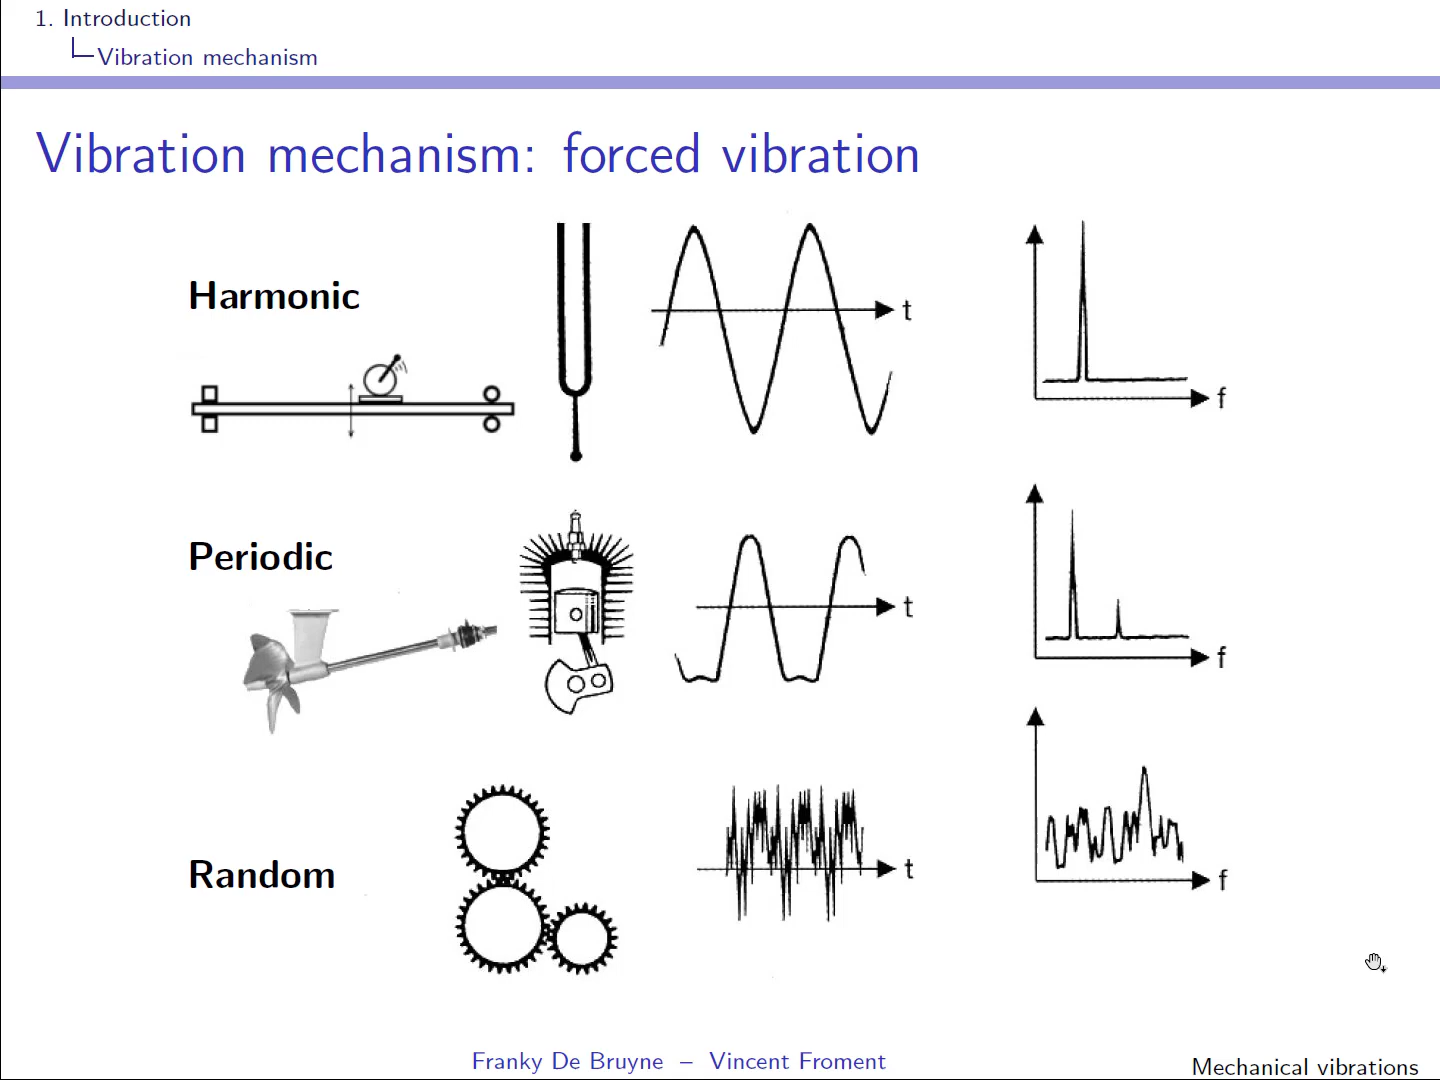 1. Introduction
Vibration mechanism
Vibration mechanism: forced vibration
Harmonic
t
f
Periodic
t
f
Random
t
f
Franky De Bruyne – Vincent Froment
Mechanical vibrations